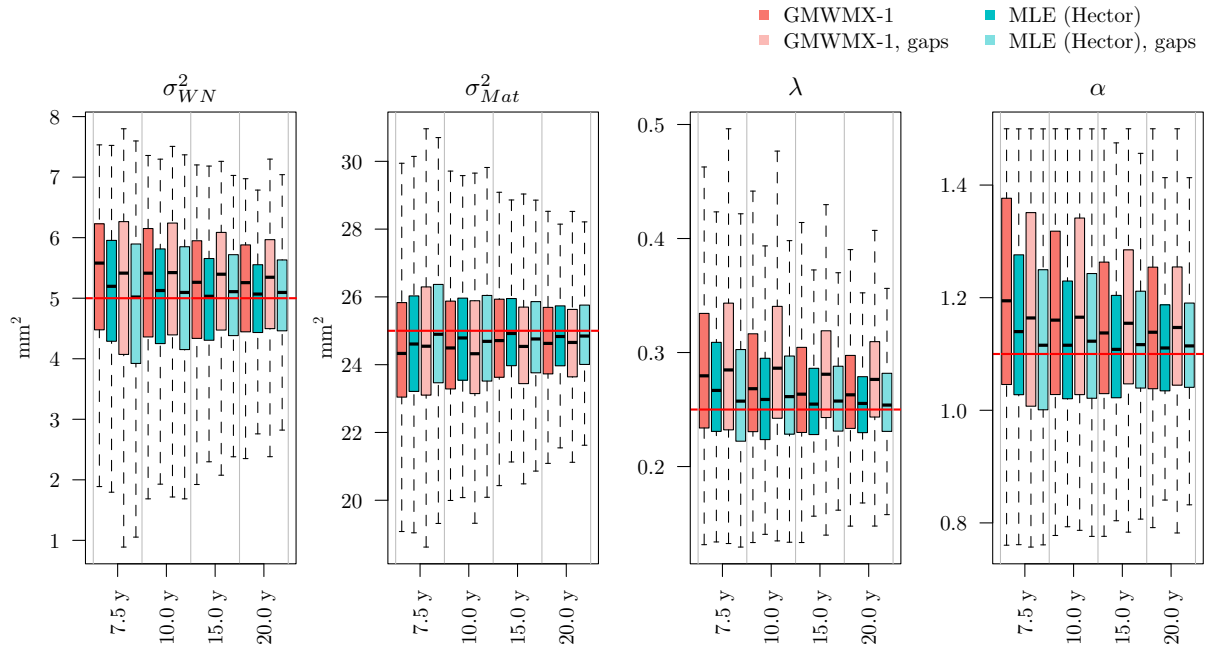 GMWMX-1 MLE (Hector)
GMWMX-1, gaps MLE (Hector), gaps
σ²_WN σ²_Mat λ α
mm²
8
7
6
5
4
3
2
1
7.5 y
10.0 y
15.0 y
20.0 y
mm²
30
28
26
24
22
20
7.5 y
10.0 y
15.0 y
20.0 y
0.5
0.4
0.3
0.2
7.5 y
10.0 y
15.0 y
20.0 y
1.4
1.2
1.0
0.8
7.5 y
10.0 y
15.0 y
20.0 y